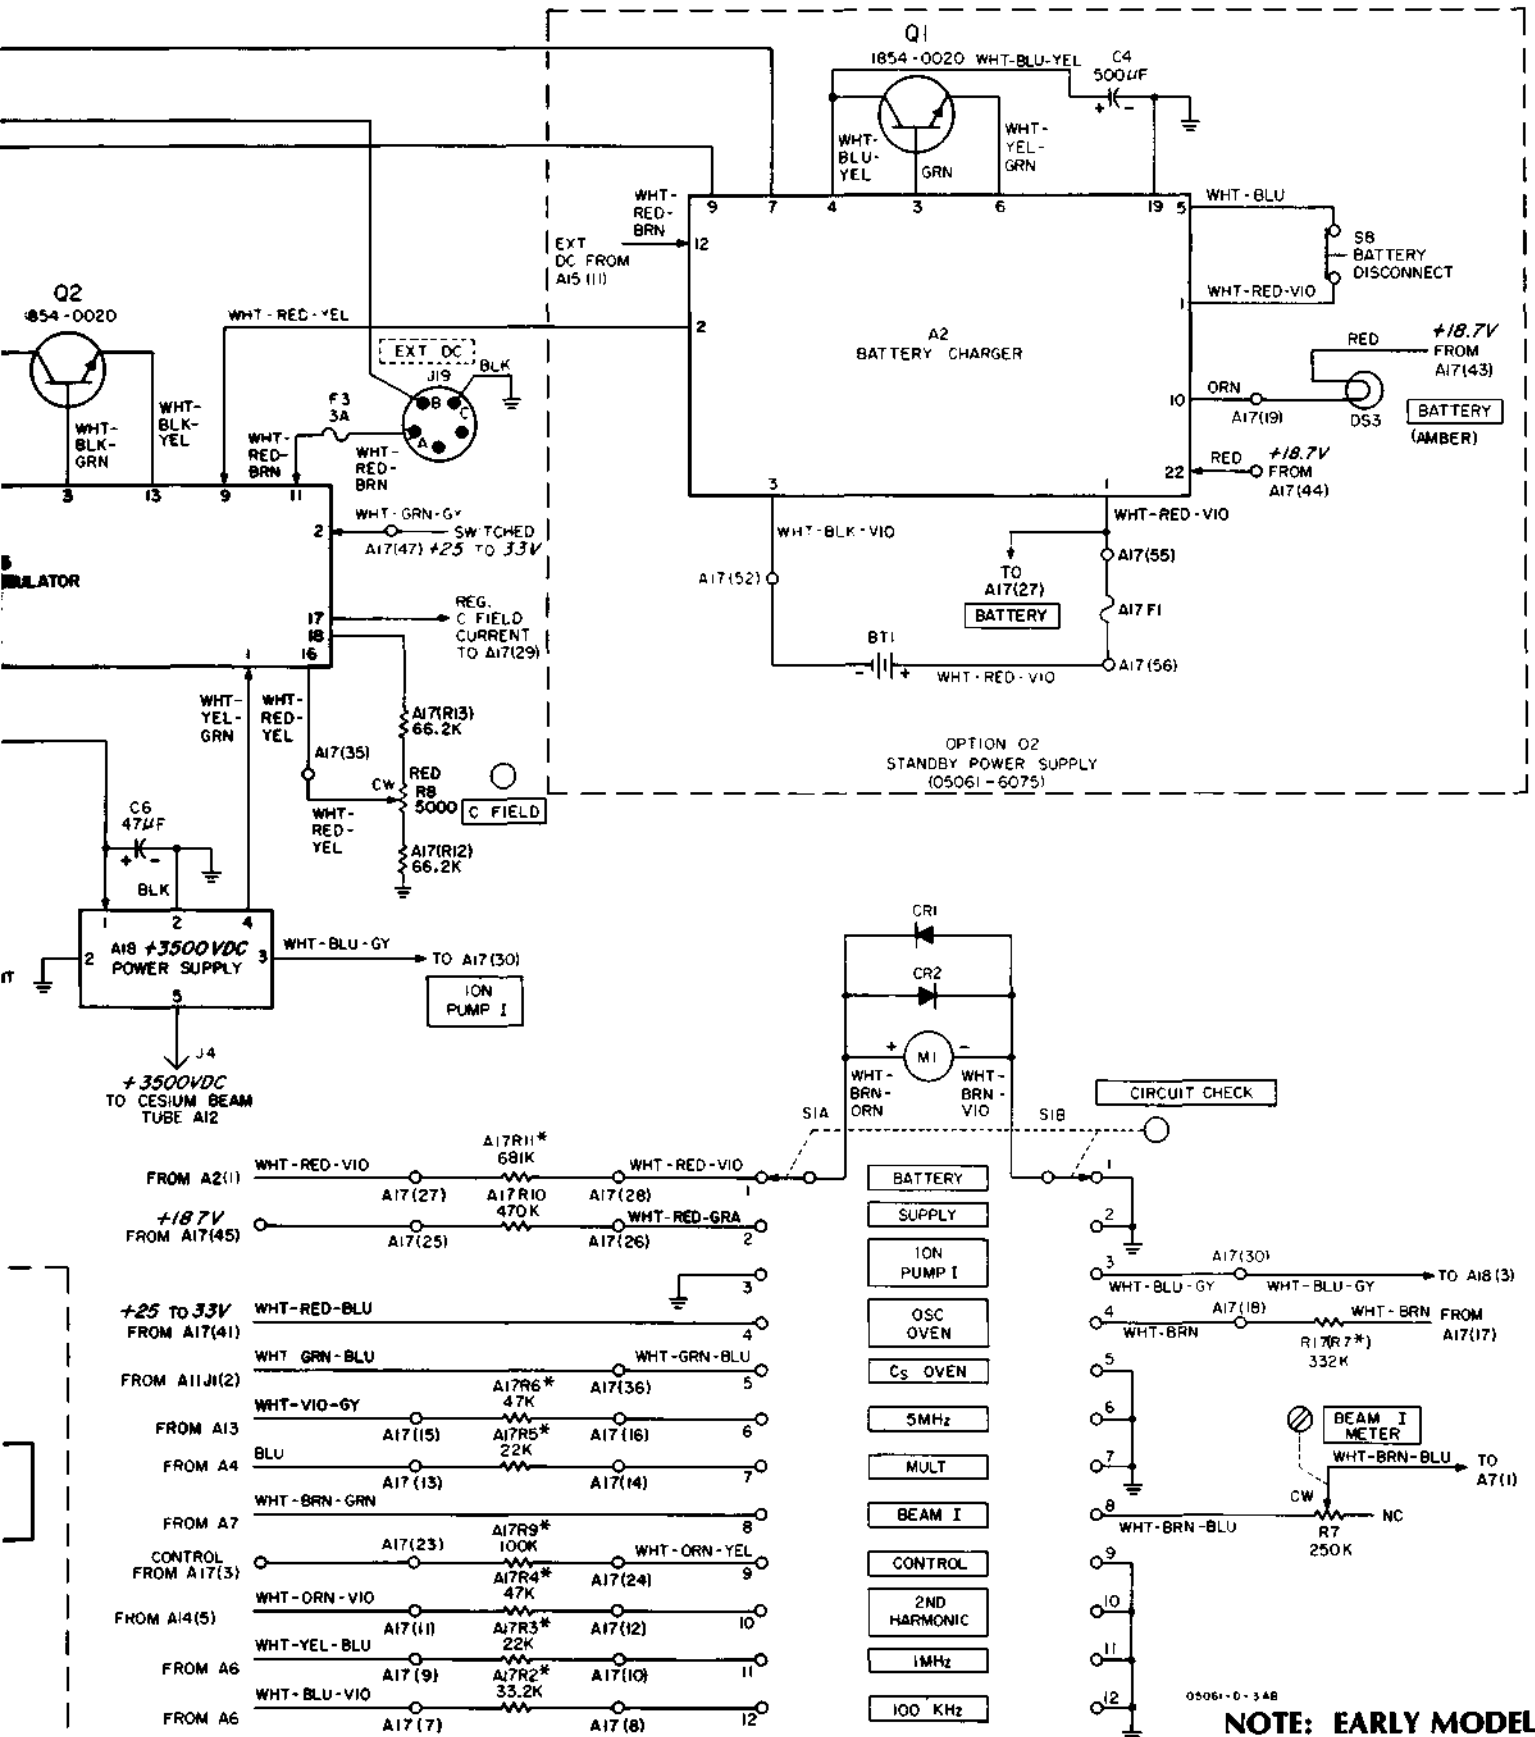 Q1
1854-0020 WHT-BLU-YEL
C4
500µF
+ -
WHT-
BLU-
YEL
GRN
WHT-
YEL-
GRN
WHT-
RED-
BRN
9 7 4 3 6 19
5
WHT-BLU
12
EXT
DC FROM
A15 (11)
S8
BATTERY
DISCONNECT
1
WHT-RED-VIO
2
A2
BATTERY CHARGER
RED
+18.7V
FROM
A17(43)
10
ORN
A17(19)
DS3
BATTERY
(AMBER)
22
RED
+18.7V
FROM
A17(44)
3
1
WHT-BLK-VIO
WHT-RED-VIO
A17(52)
TO
A17(27)
BATTERY
A17(55)
A17 F1
BT1
- +
WHT-RED-VIO
A17(56)
OPTION 02
STANDBY POWER SUPPLY
(05061-6075)
Q2
1854-0020
WHT-RED-YEL
EXT DC
J19
BLK
B
C
A
F3
3A
WHT-
BLK-
GRN
WHT-
BLK-
YEL
WHT-
RED-
BRN
WHT-
RED-
BRN
3 13 9 11
2
WHT-GRN-GY
SWITCHED
A17(47) +25 TO 33V
ULATOR
17
REG.
C FIELD
CURRENT
TO A17(29)
18
1 16
WHT-
YEL-
GRN
WHT-
RED-
YEL
A17(R13)
66.2K
A17(35)
CW
RED
R8
5000
C FIELD
WHT-
RED-
YEL
A17(R12)
66.2K
C6
47µF
+ -
BLK
1 2 4
2
A18 +3500VDC
POWER SUPPLY
3
5
WHT-BLU-GY
TO A17(30)
ION
PUMP I
J4
+3500VDC
TO CESIUM BEAM
TUBE A12
CR1
CR2
+ M1 -
WHT-
BRN-
ORN
WHT-
BRN-
VIO
S1A
S1B
CIRCUIT CHECK
FROM A2(1)
WHT-RED-VIO
A17(27)
A17R11*
681K
A17(28)
WHT-RED-VIO
1
BATTERY
1
+18.7V
FROM A17(45)
A17(25)
A17R10
470K
A17(26)
WHT-RED-GRA
2
SUPPLY
2
3
ION
PUMP I
3
WHT-BLU-GY
A17(30)
WHT-BLU-GY
TO A18(3)
+25 TO 33V
FROM A17(41)
WHT-RED-BLU
4
OSC
OVEN
4
WHT-BRN
A17(18)
R17(R7*)
332K
WHT-BRN
FROM
A17(17)
FROM A11J1(2)
WHT GRN-BLU
A17(36)
WHT-GRN-BLU
5
Cs OVEN
5
FROM A13
WHT-VIO-GY
A17(15)
A17R6*
47K
A17(16)
6
5MHz
6
FROM A4
BLU
A17(13)
A17R5*
22K
A17(14)
7
MULT
7
BEAM I
METER
WHT-BRN-BLU
TO
A7(1)
FROM A7
WHT-BRN-GRN
8
BEAM I
8
WHT-BRN-BLU
CW
R7
250K
NC
CONTROL
FROM A17(3)
A17(23)
A17R9*
100K
A17(24)
WHT-ORN-YEL
9
CONTROL
9
FROM A14(5)
WHT-ORN-VIO
A17(11)
A17R4*
47K
A17(12)
10
2ND
HARMONIC
10
FROM A6
WHT-YEL-BLU
A17(9)
A17R3*
22K
A17(10)
11
1MHz
11
FROM A6
WHT-BLU-VIO
A17(7)
A17R2*
33.2K
A17(8)
12
100 KHz
12
05061-D-3AB
NOTE: EARLY MODEL